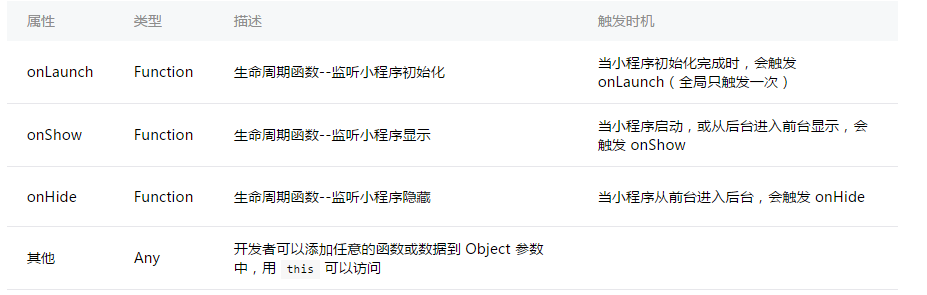 属性 类型 描述 触发时机
onLaunch Function 生命周期函数--监听小程序初始化 当小程序初始化完成时，会触发
onLaunch（全局只触发一次）
onShow Function 生命周期函数--监听小程序显示 当小程序启动，或从后台进入前台显示，会
触发 onShow
onHide Function 生命周期函数--监听小程序隐藏 当小程序从前台进入后台，会触发 onHide
其他 Any 开发者可以添加任意的函数或数据到 Object 参数
中，用 this 可以访问